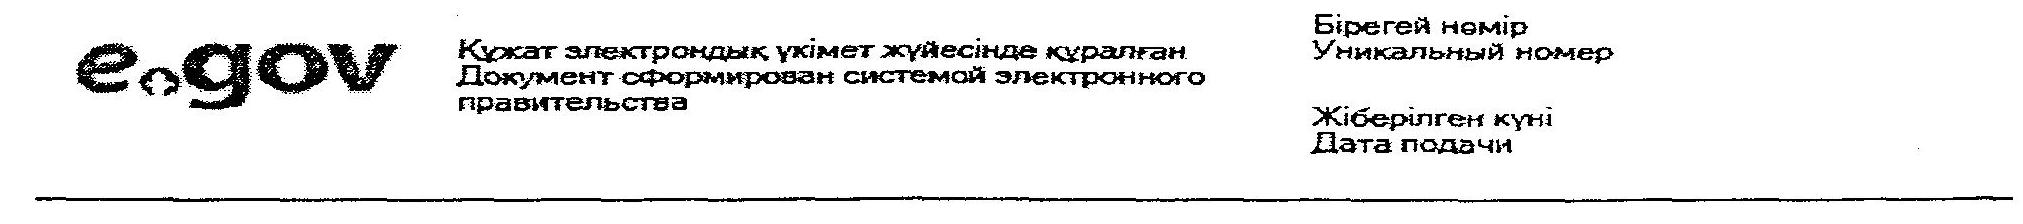 e.gov
Құжат электрондық үкімет жүйесінде құралған
Документ сформирован системой электронного
правительства
Бірегей нөмір
Уникальный номер
Жіберілген күні
Дата подачи